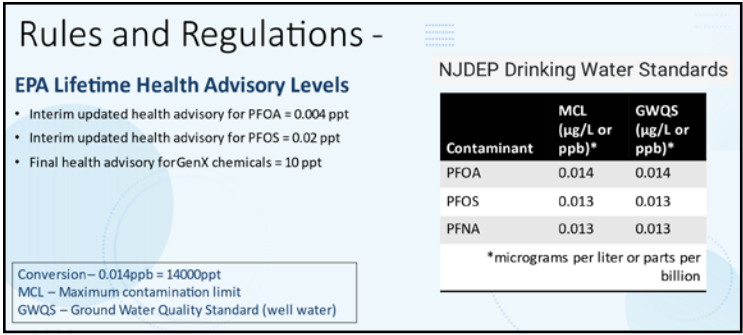 Rules and Regulations -
EPA Lifetime Health Advisory Levels
• Interim updated health advisory for PFOA = 0.004 ppt
• Interim updated health advisory for PFOS = 0.02 ppt
• Final health advisory forGenX chemicals = 10 ppt
Conversion– 0.014ppb = 14000ppt
MCL – Maximum contamination limit
GWQS – Ground Water Quality Standard (well water)
NJDEP Drinking Water Standards
Contaminant MCL (µg/L or ppb)* GWQS (µg/L or ppb)*
PFOA 0.014 0.014
PFOS 0.013 0.013
PFNA 0.013 0.013
*micrograms per liter or parts per
billion